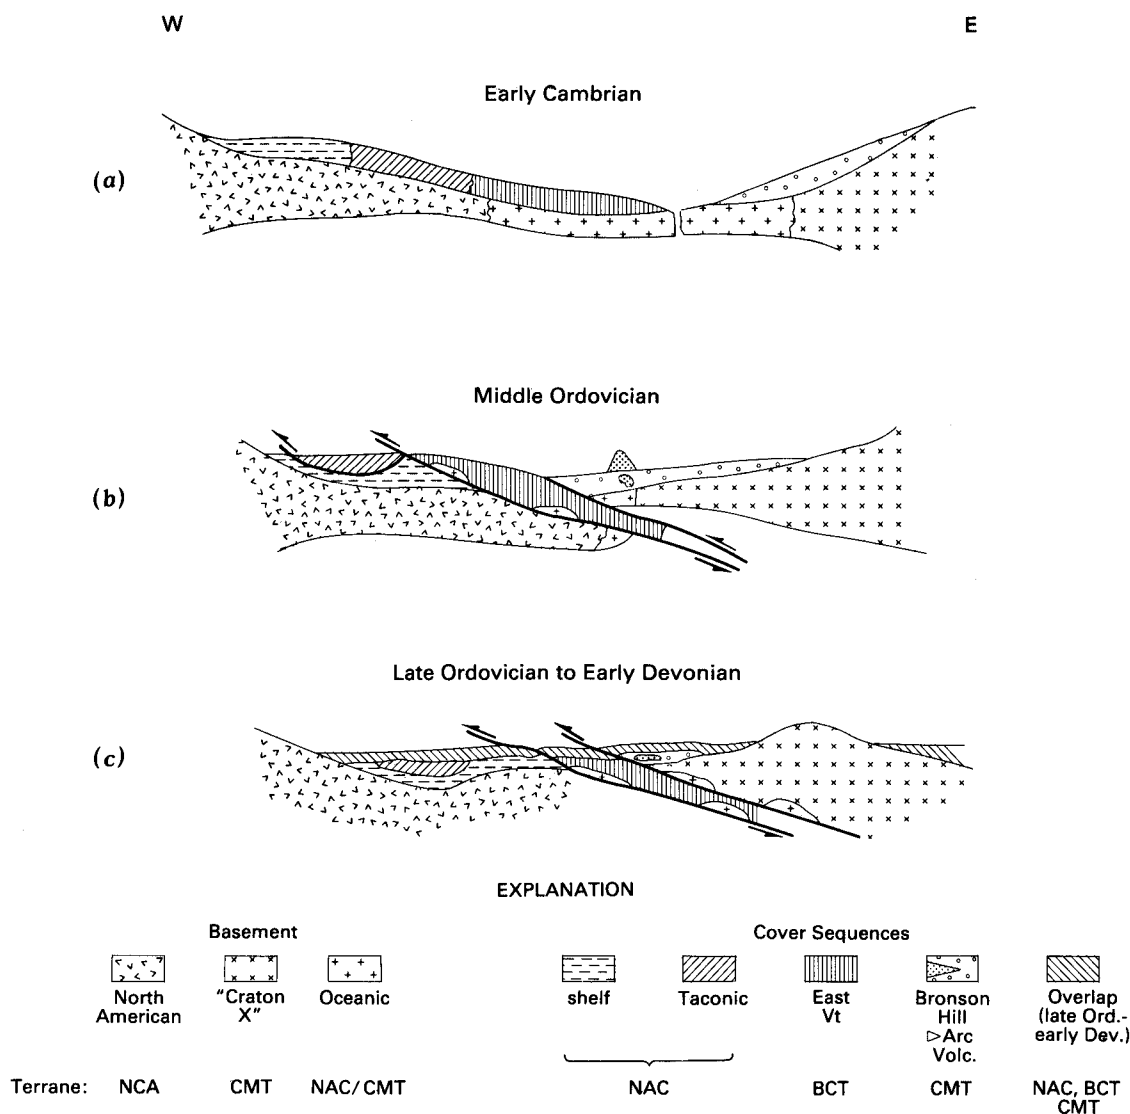 W E
Early Cambrian
(a)
Middle Ordovician
(b)
Late Ordovician to Early Devonian
(c)
EXPLANATION
Basement Cover Sequences
North American
"Craton X"
Oceanic
shelf
Taconic
East Vt
Bronson Hill
▷Arc Volc.
Overlap (late Ord.- early Dev.)
Terrane: NCA CMT NAC/CMT NAC BCT CMT NAC, BCT
CMT